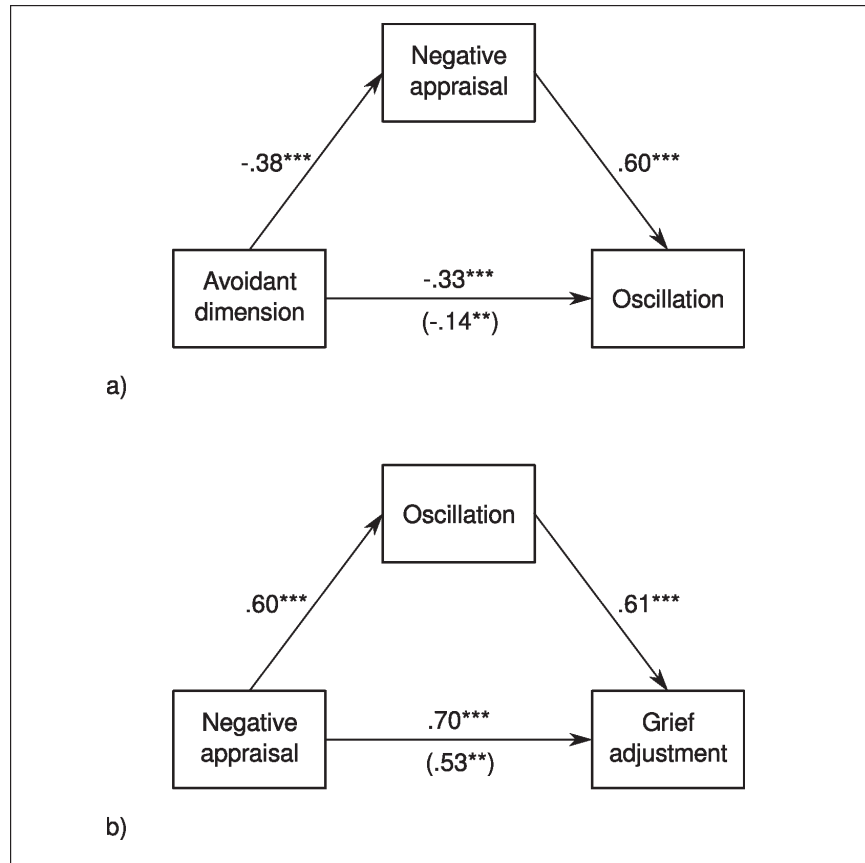 Negative
appraisal
-.38***
.60***
Avoidant
dimension
-.33***
(-.14**)
Oscillation
a)
Oscillation
.60***
.61***
Negative
appraisal
.70***
(.53**)
Grief
adjustment
b)